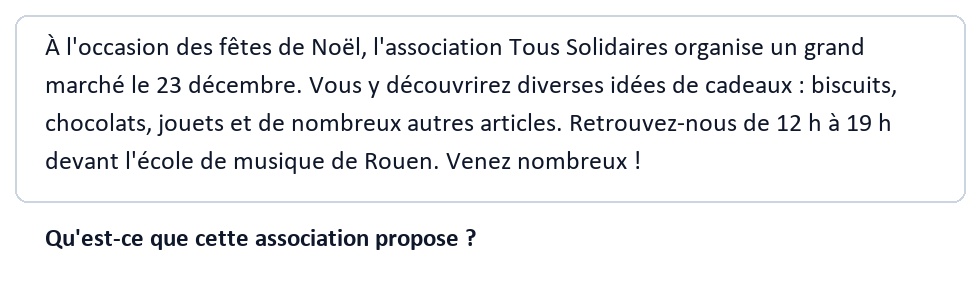 À l'occasion des fêtes de Noël, l'association Tous Solidaires organise un grand
marché le 23 décembre. Vous y découvrirez diverses idées de cadeaux : biscuits,
chocolats, jouets et de nombreux autres articles. Retrouvez-nous de 12 h à 19 h
devant l'école de musique de Rouen. Venez nombreux !
Qu'est-ce que cette association propose ?